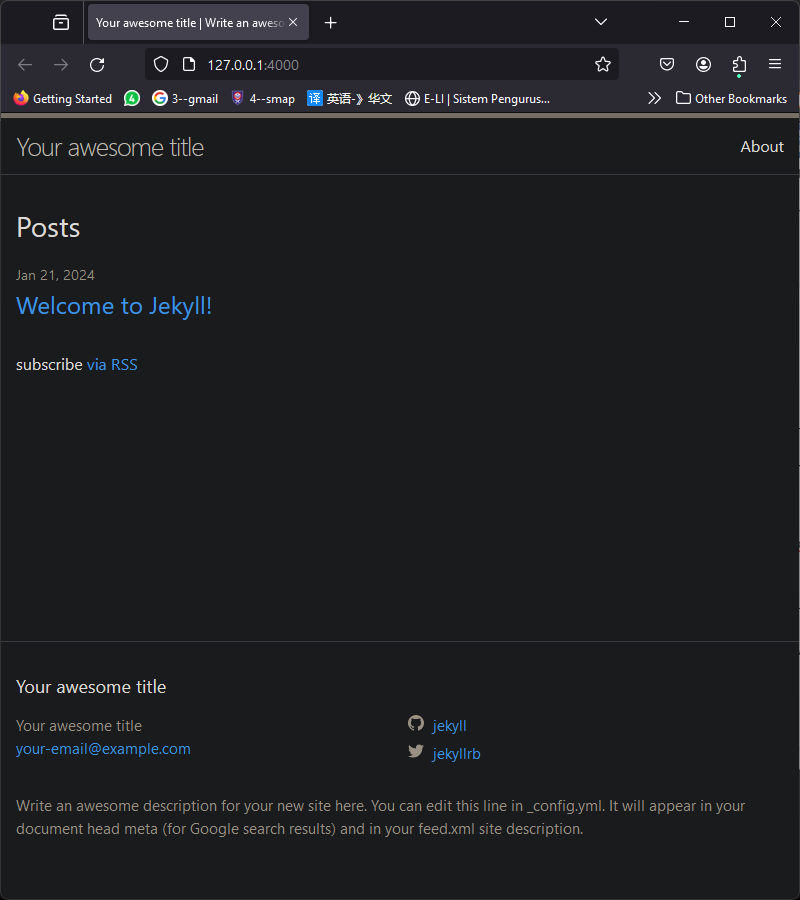 Your awesome title | Write an aweso
127.0.0.1:4000
Getting Started
4
3--gmail
4--smap
译 英语-》华文
E-LI | Sistem Pengurus...
Other Bookmarks
Your awesome title
About
Posts
Jan 21, 2024
Welcome to Jekyll!
subscribe via RSS
Your awesome title
Your awesome title
your-email@example.com
jekyll
jekyllrb
Write an awesome description for your new site here. You can edit this line in _config.yml. It will appear in your
document head meta (for Google search results) and in your feed.xml site description.